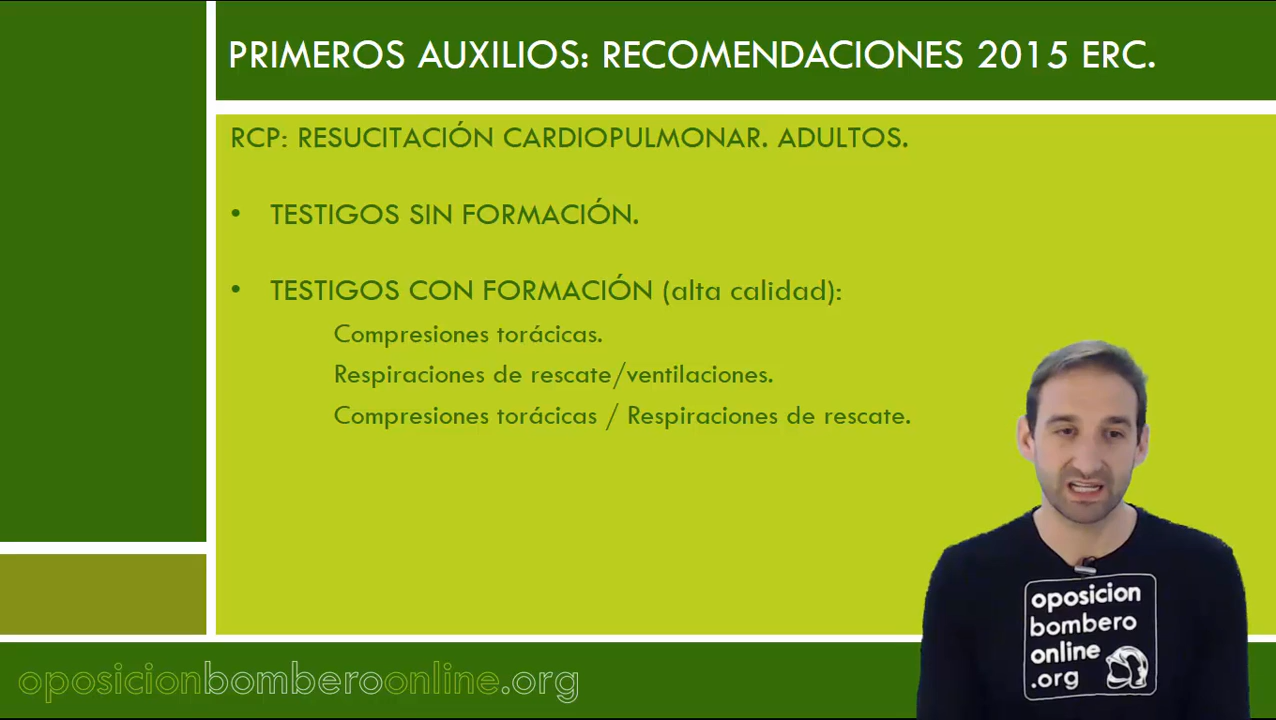 PRIMEROS AUXILIOS: RECOMENDACIONES 2015 ERC.
RCP: RESUCITACIÓN CARDIOPULMONAR. ADULTOS.
• TESTIGOS SIN FORMACIÓN.
• TESTIGOS CON FORMACIÓN (alta calidad):
Compresiones torácicas.
Respiraciones de rescate/ventilaciones.
Compresiones torácicas / Respiraciones de rescate.
oposicion
bombero
online
.org
oposicionbomberoonline.org